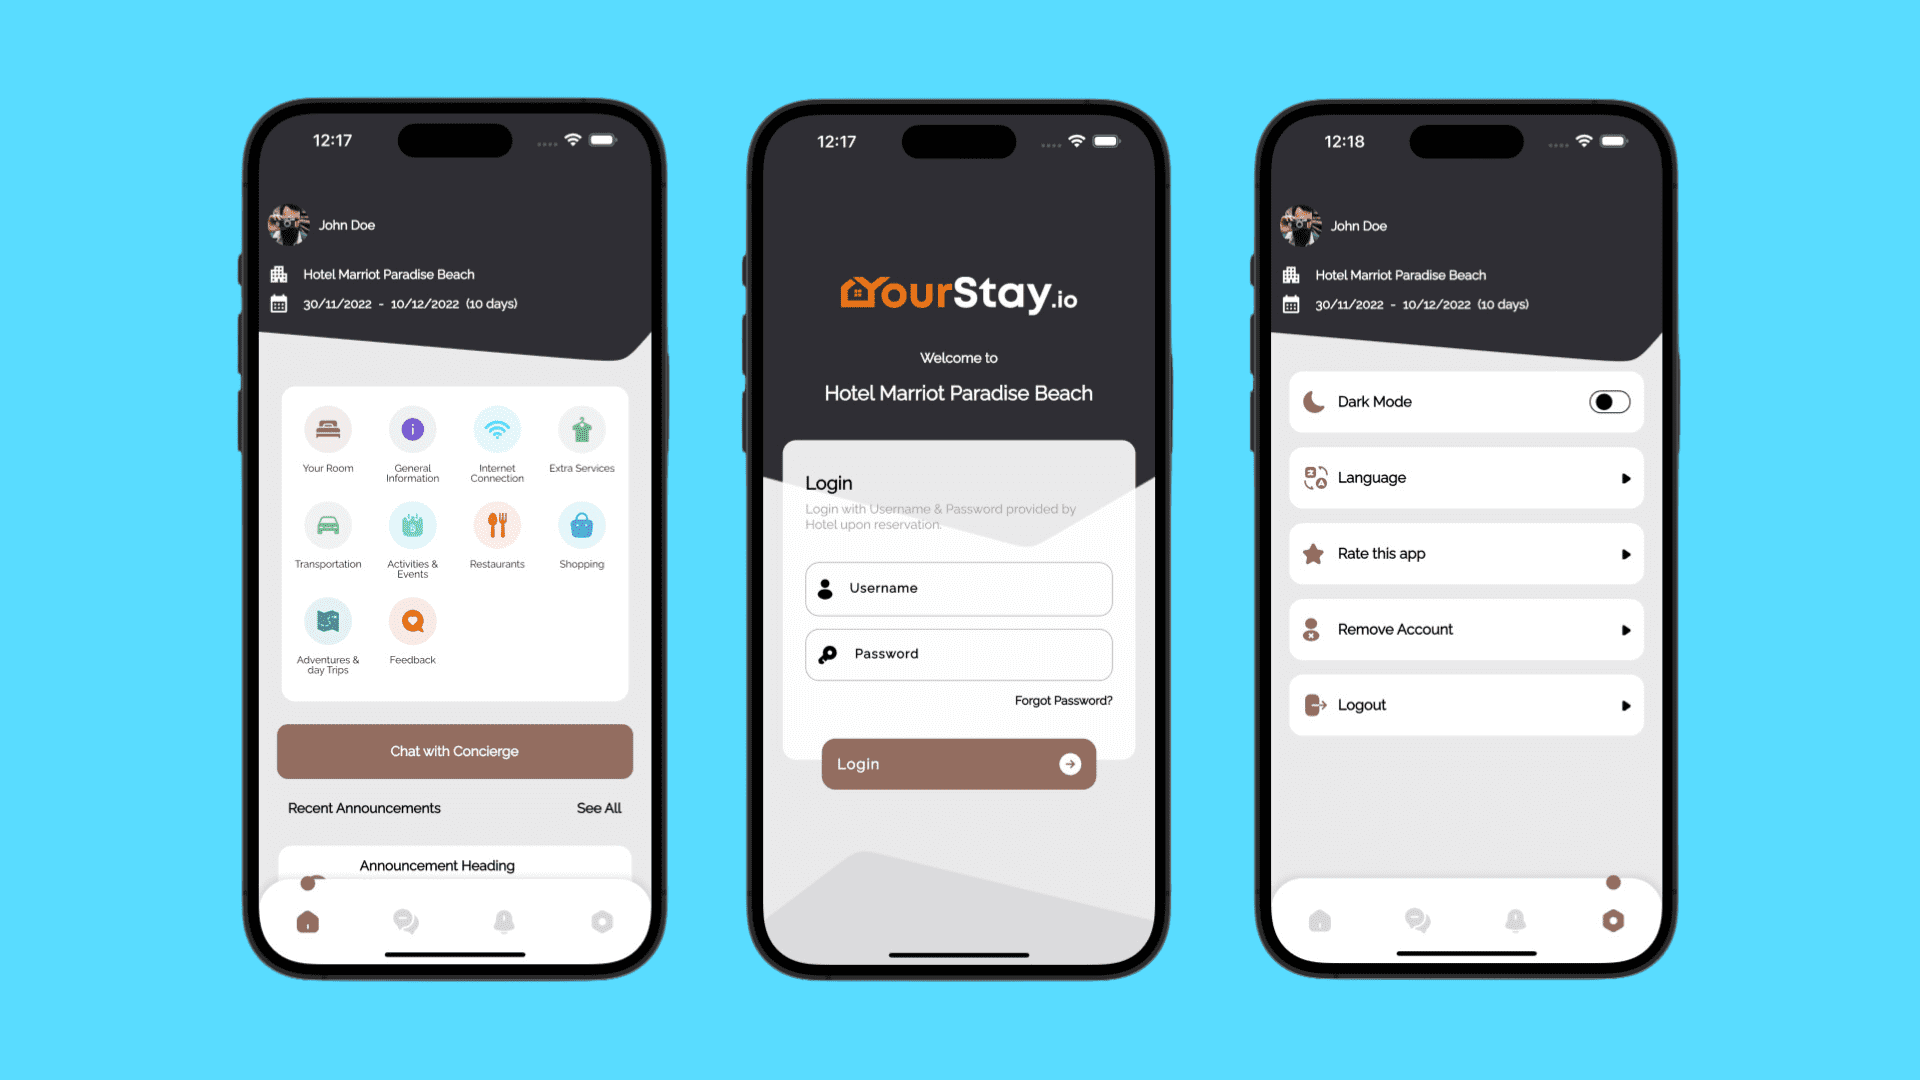 12:17
John Doe
Hotel Marriot Paradise Beach
30/11/2022 - 10/12/2022 (10 days)
Your Room
General
Information
Internet
Connection
Extra Services
Transportation
Activities &
Events
Restaurants
Shopping
Adventures &
day Trips
Feedback
Chat with Concierge
Recent Announcements
See All
Announcement Heading
12:17
YourStay.io
Welcome to
Hotel Marriot Paradise Beach
Login
Login with Username & Password provided by
Hotel upon reservation.
Username
Password
Forgot Password?
Login
12:18
John Doe
Hotel Marriot Paradise Beach
30/11/2022 - 10/12/2022 (10 days)
Dark Mode
Language
Rate this app
Remove Account
Logout